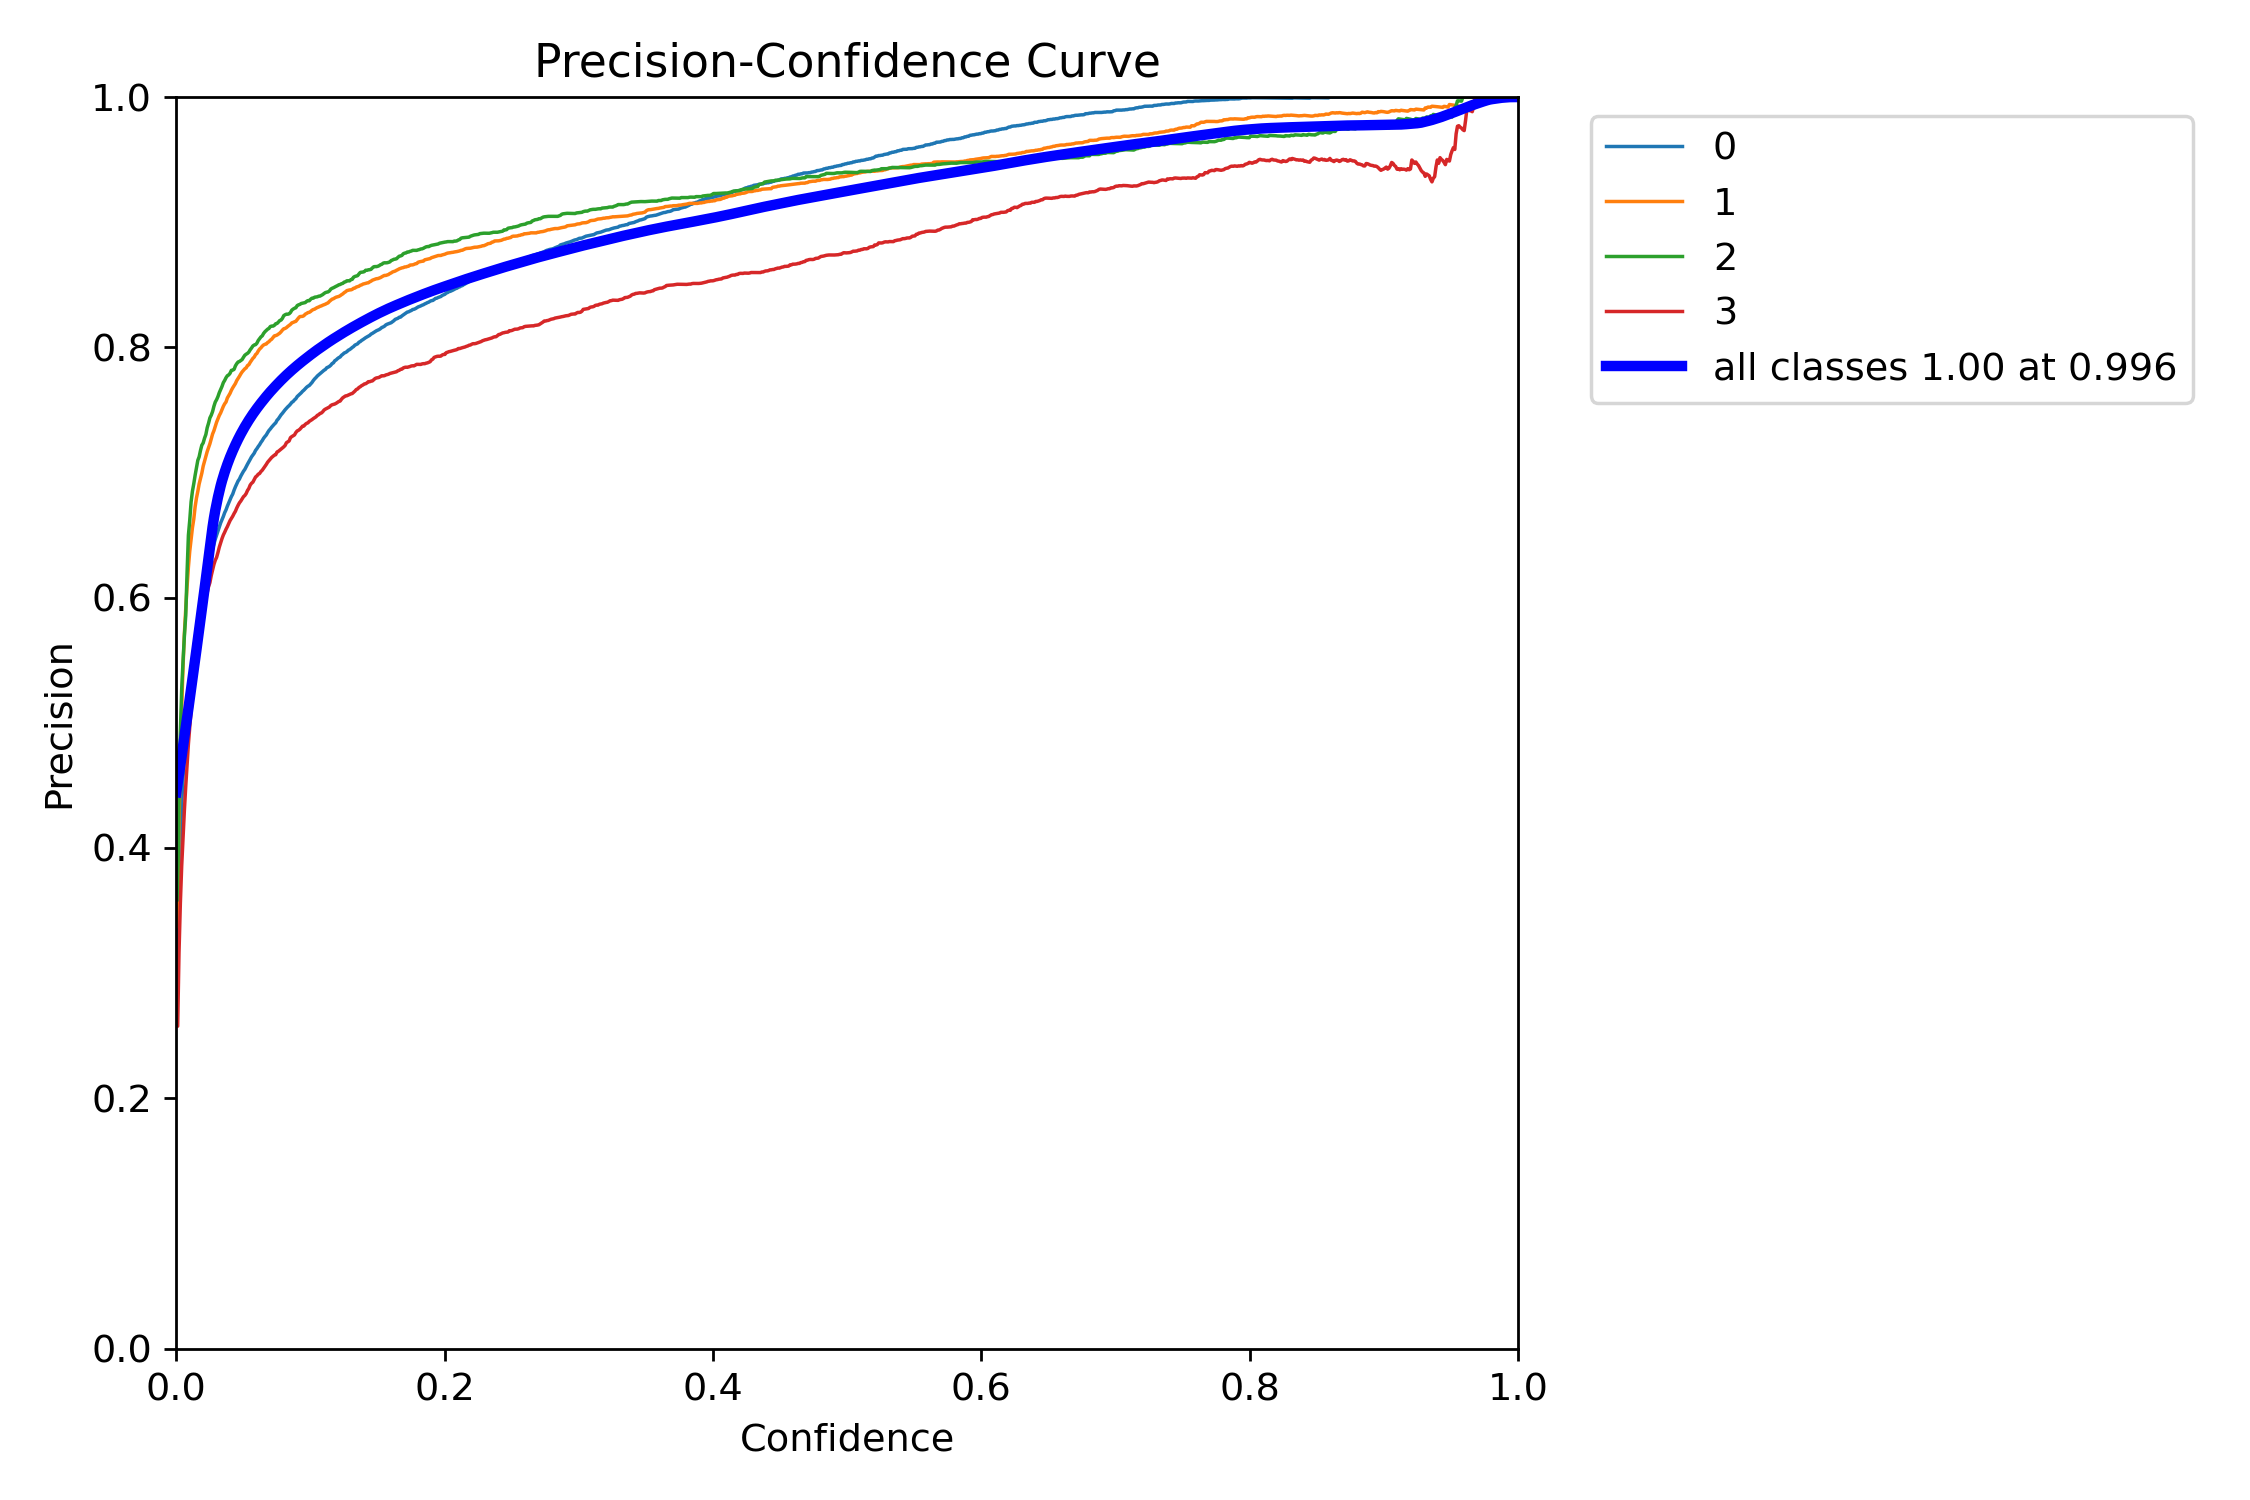 Precision-Confidence Curve
1.0
0.8
0.6
0.4
0.2
0.0
Precision
0.0 0.2 0.4 0.6 0.8 1.0
Confidence
0
1
2
3
all classes 1.00 at 0.996